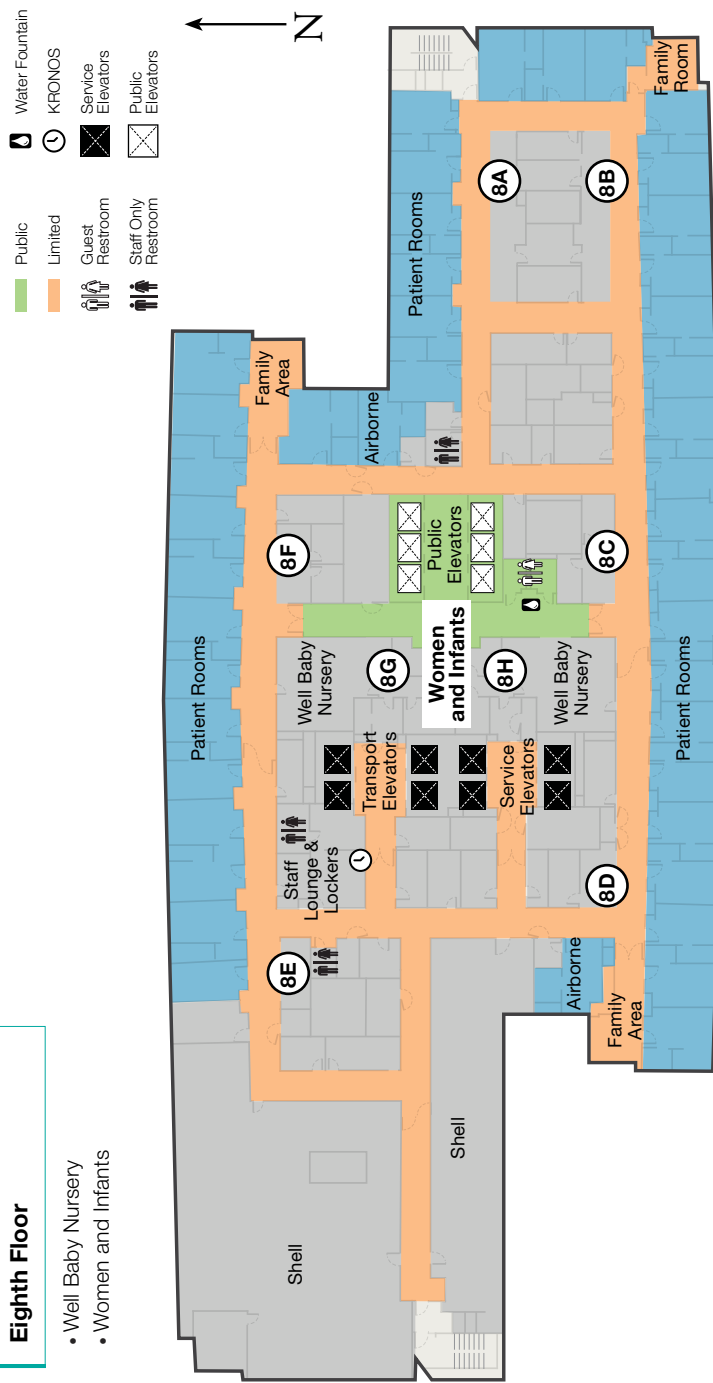 Eighth Floor
• Well Baby Nursery
• Women and Infants
Public
Limited
Guest
Restroom
Staff Only
Restroom
Water Fountain
KRONOS
Service
Elevators
Public
Elevators
N
Shell
Patient Rooms
Family
Area
8E
Staff
Lounge &
Lockers
Well Baby
Nursery
8F
Airborne
Patient Rooms
Transport
Elevators
8G
Public
Elevators
Women
and Infants
8A
Shell
Service
Elevators
8H
Well Baby
Nursery
Airborne
8D
8C
8B
Family
Area
Patient Rooms
Family
Room